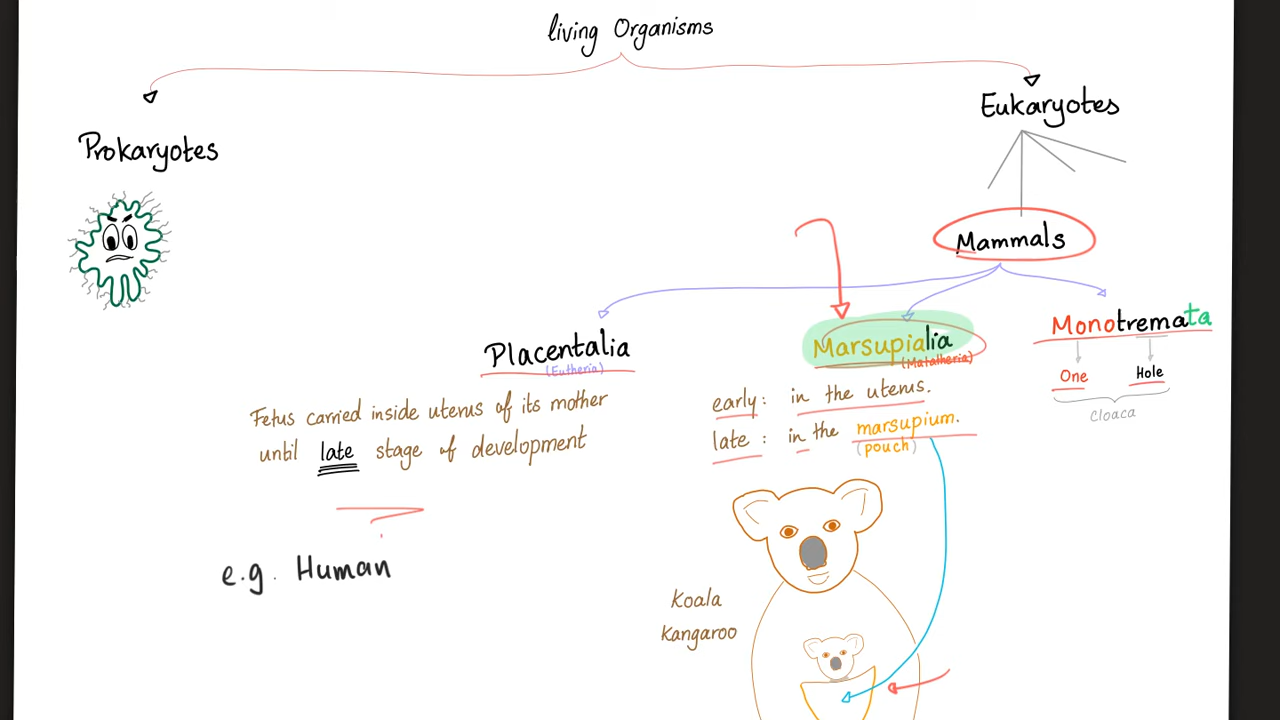 living Organisms
Prokaryotes
Eukaryotes
Mammals
Placentalia
(Eutheria)
Fetus carried inside uterus of its mother
until late stage of development
e.g. Human
Marsupialia
(Matatheria)
early: in the uterus.
late: in the marsupium.
(pouch)
Koala
Kangaroo
Monotremata
One Hole
Cloaca